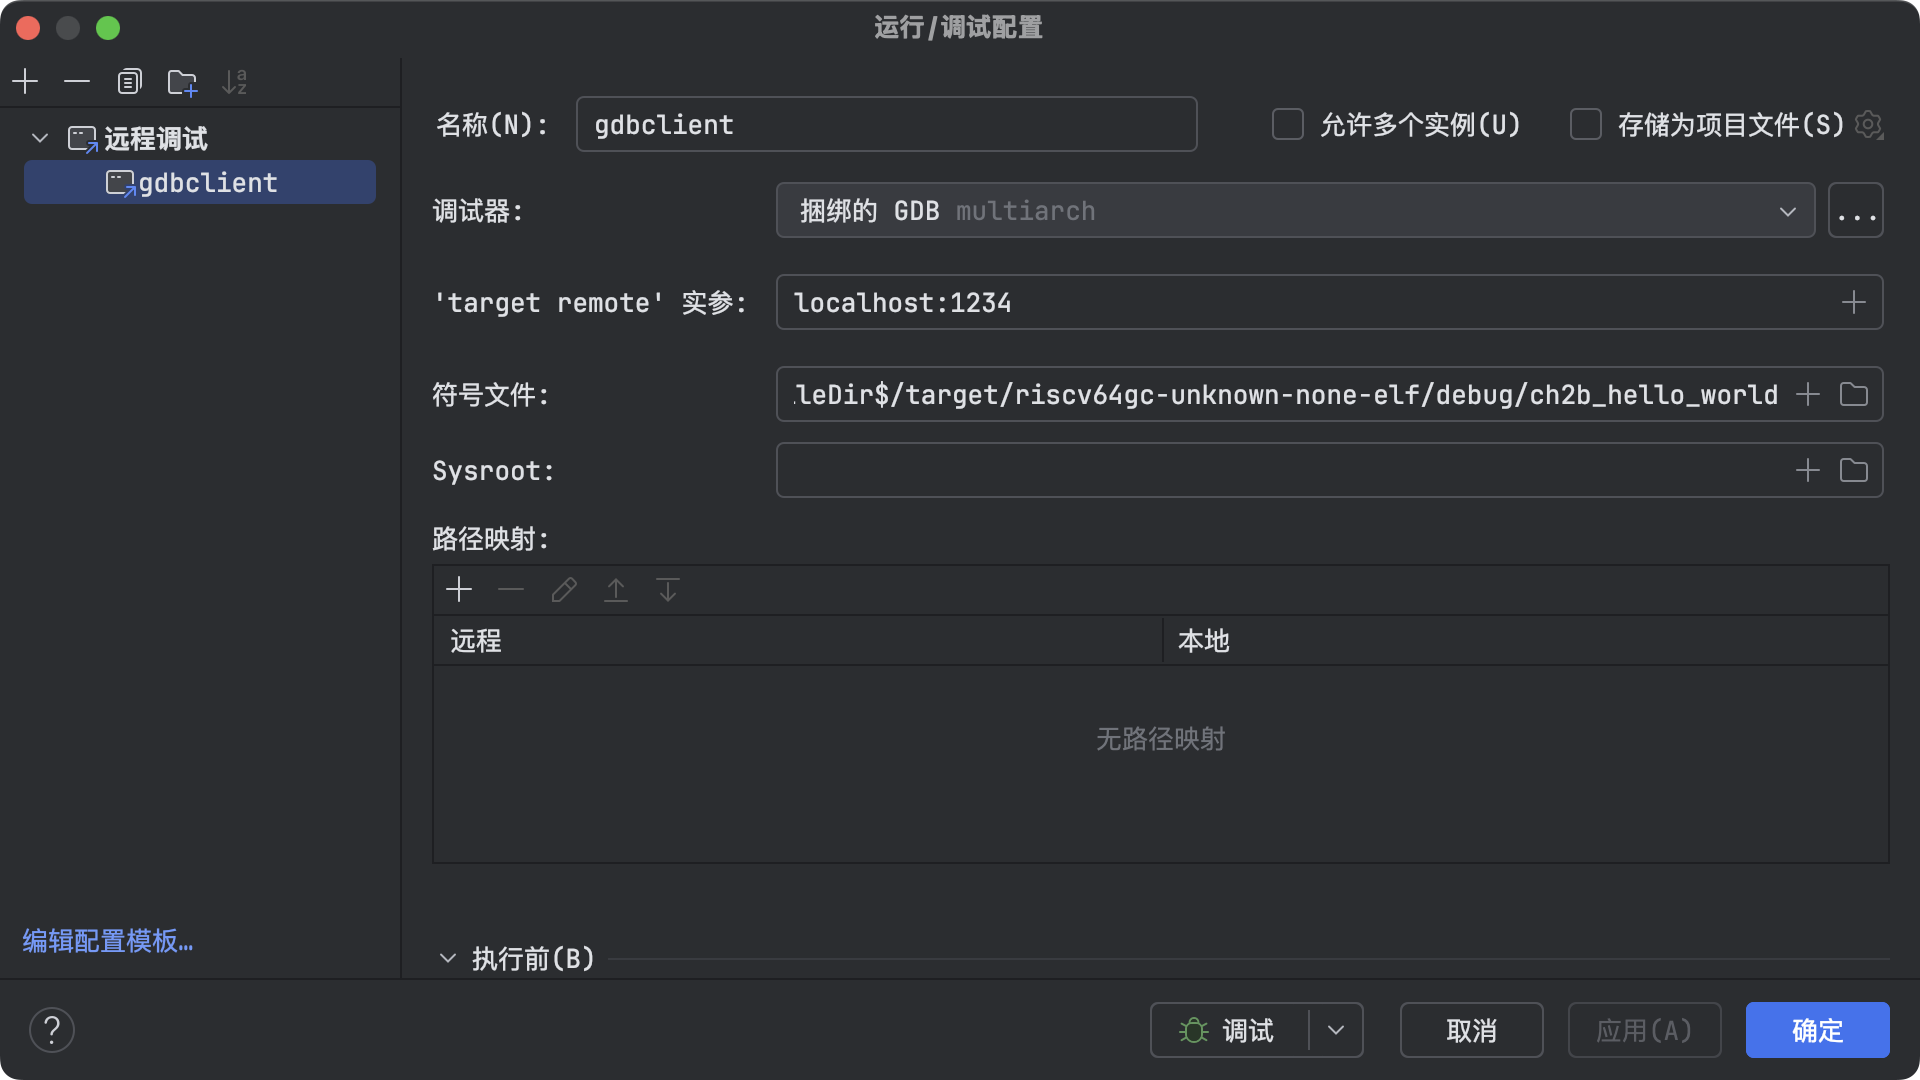 运行/调试配置
远程调试
gdbclient
编辑配置模板...
名称(N):
gdbclient
允许多个实例(U)
存储为项目文件(S)
调试器:
捆绑的 GDB multiarch
...
'target remote' 实参:
localhost:1234
符号文件:
leDir$/target/riscv64gc-unknown-none-elf/debug/ch2b_hello_world
Sysroot:
路径映射:
远程
本地
无路径映射
执行前(B)
?
调试
取消
应用(A)
确定